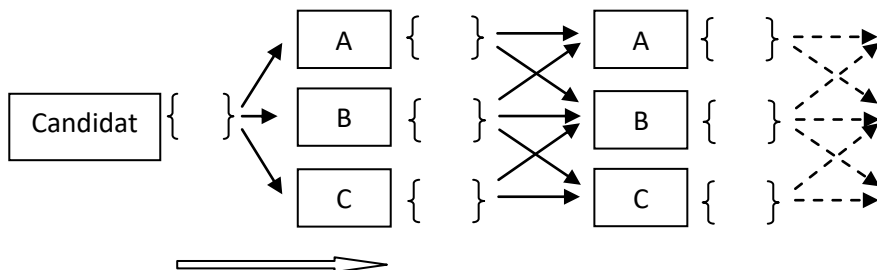 A { } A { }
Candidat { } B { } B { }
C { } C { }